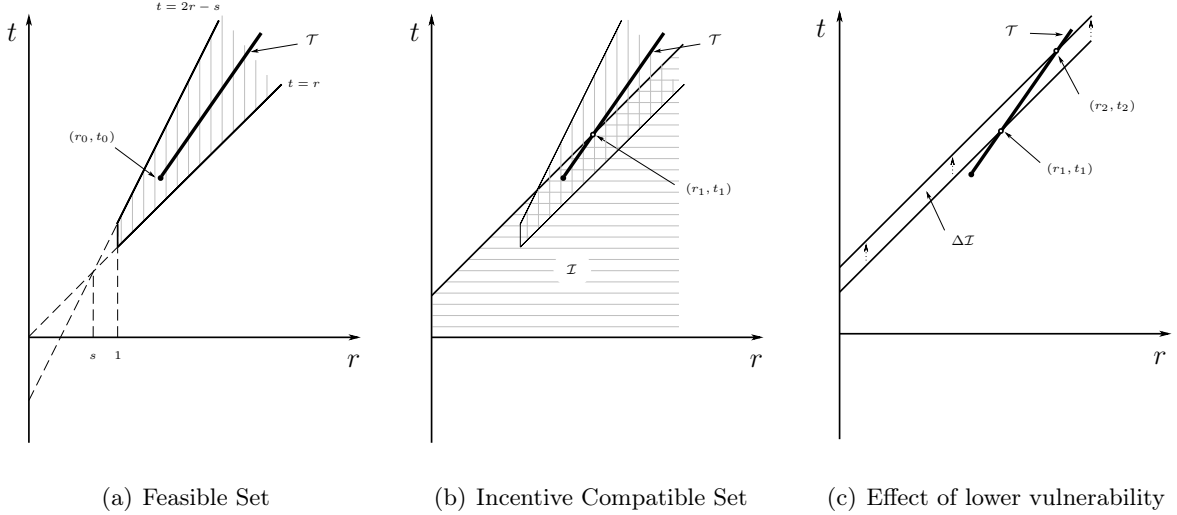 t
t = 2r − s
𝒯
t = r
(r₀, t₀)
s
1
r
t
𝒯
(r₁, t₁)
ℐ
r
t
𝒯
(r₂, t₂)
(r₁, t₁)
Δℐ
r
(a) Feasible Set
(b) Incentive Compatible Set
(c) Effect of lower vulnerability